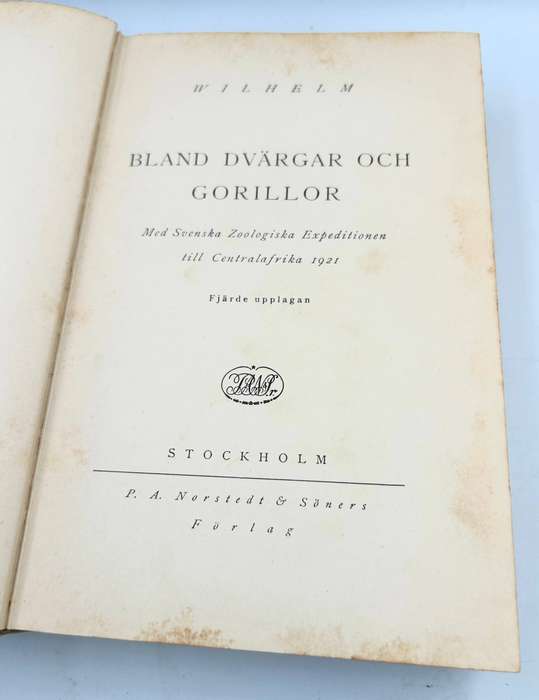 WILHELM
BLAND DVÄRGAR OCH
GORILLOR
Med Svenska Zoologiska Expeditionen
till Centralafrika 1921
Fjärde upplagan
STOCKHOLM
P. A. Norstedt & Söners
Förlag